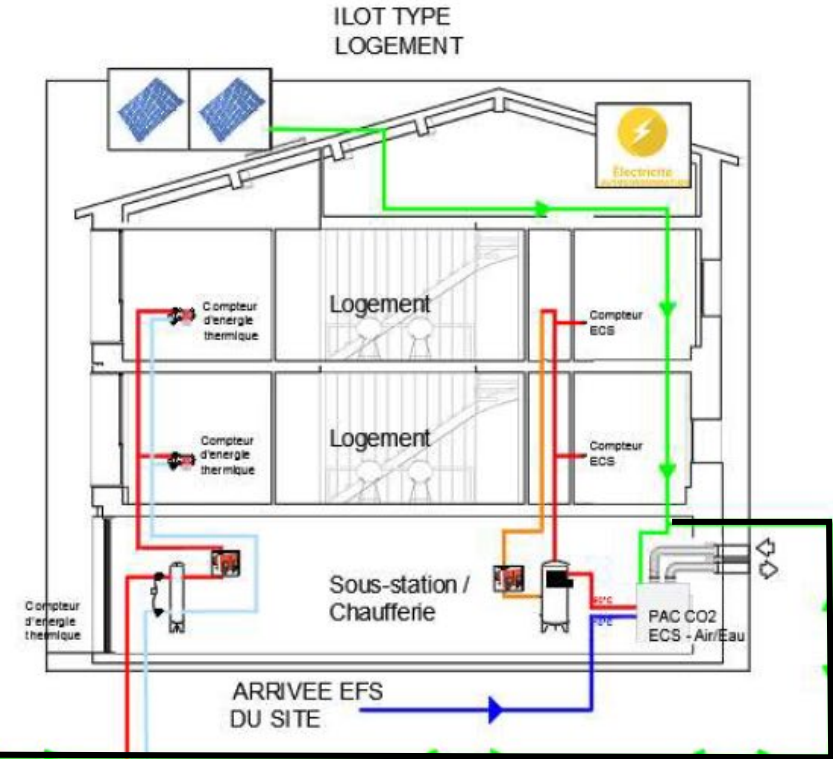 ILOT TYPE
LOGEMENT
Électricité
Compteur
d'energie
thermique
Logement
Compteur
ECS
Compteur
d'energie
thermique
Logement
Compteur
ECS
Compteur
d'energie
thermique
Sous-station /
Chaufferie
PAC CO2
ECS - Air/Eau
ARRIVEE EFS
DU SITE